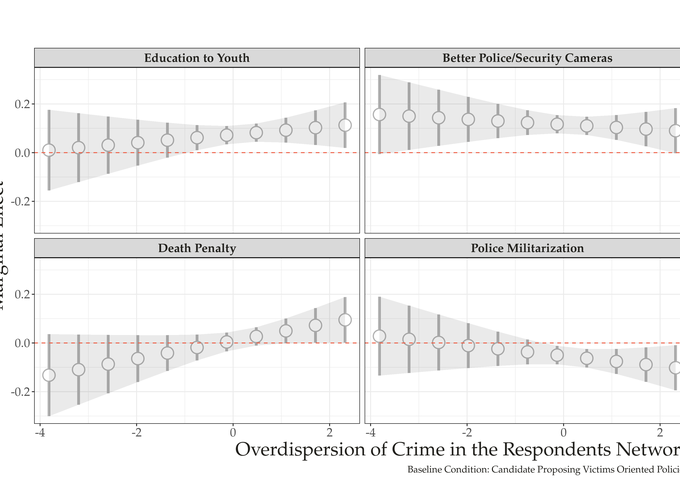 Education to Youth
Better Police/Security Cameras
0.2
0.0
-0.2
Death Penalty
Police Militarization
0.2
0.0
-0.2
-4 -2 0 2 -4 -2 0 2
Overdispersion of Crime in the Respondents
Baseline Condition: Candidate Proposing Victims Oriented